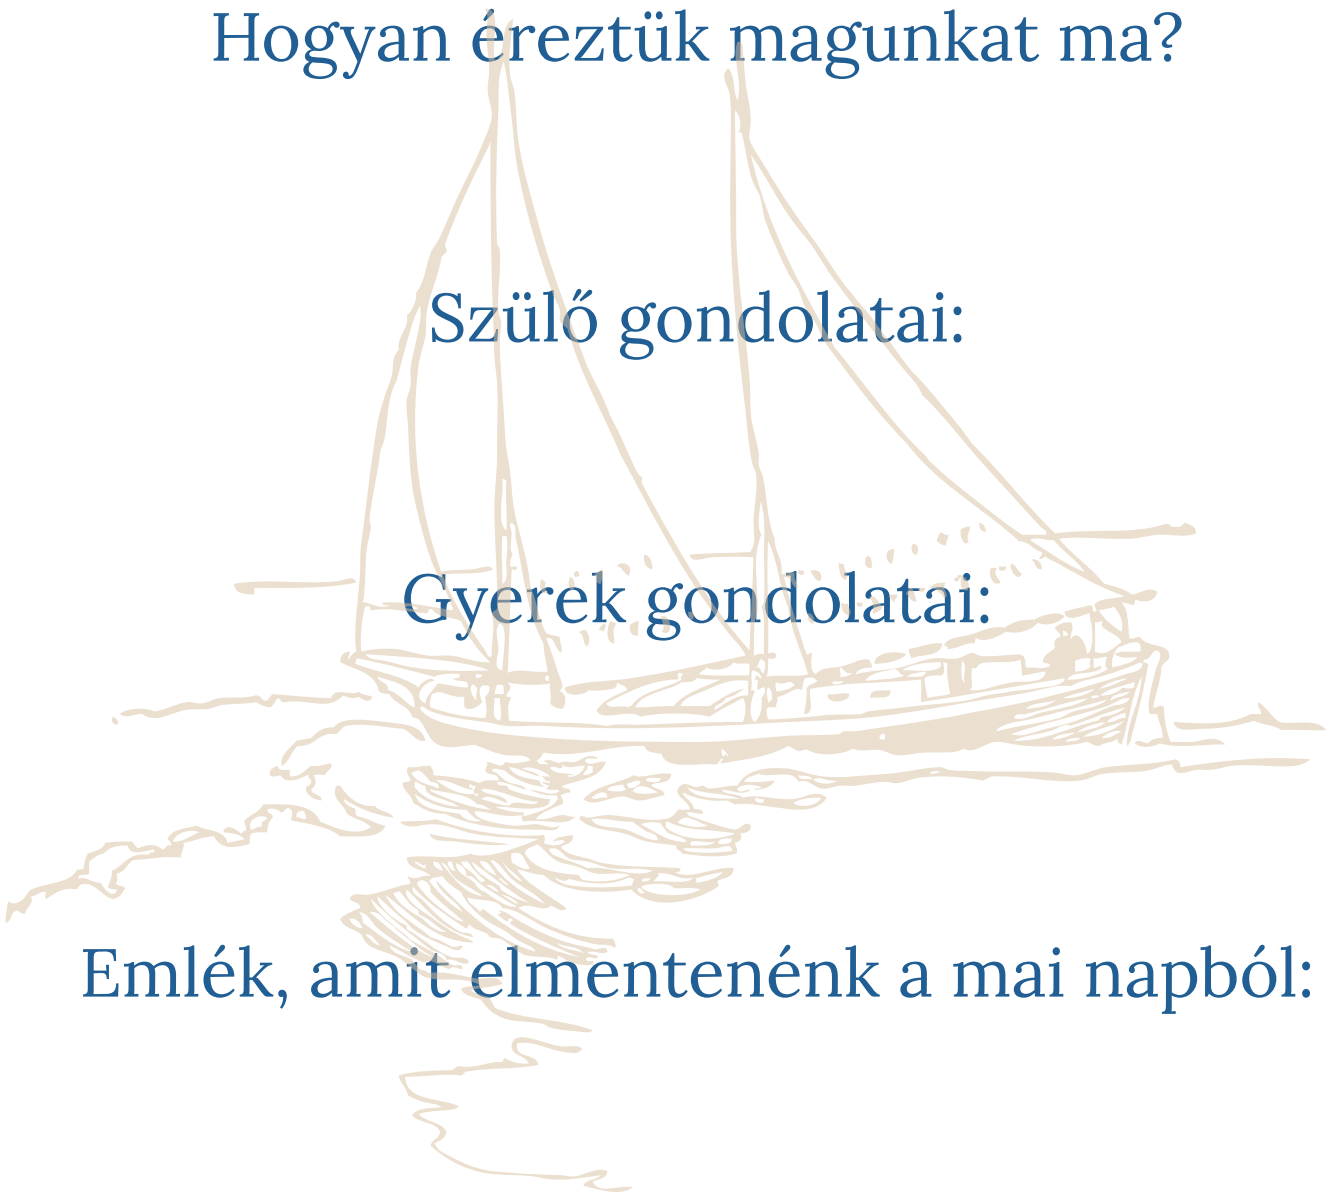 Hogyan éreztük magunkat ma?
Szülő gondolatai:
Gyerek gondolatai:
Emlék, amit elmentenénk a mai napból: